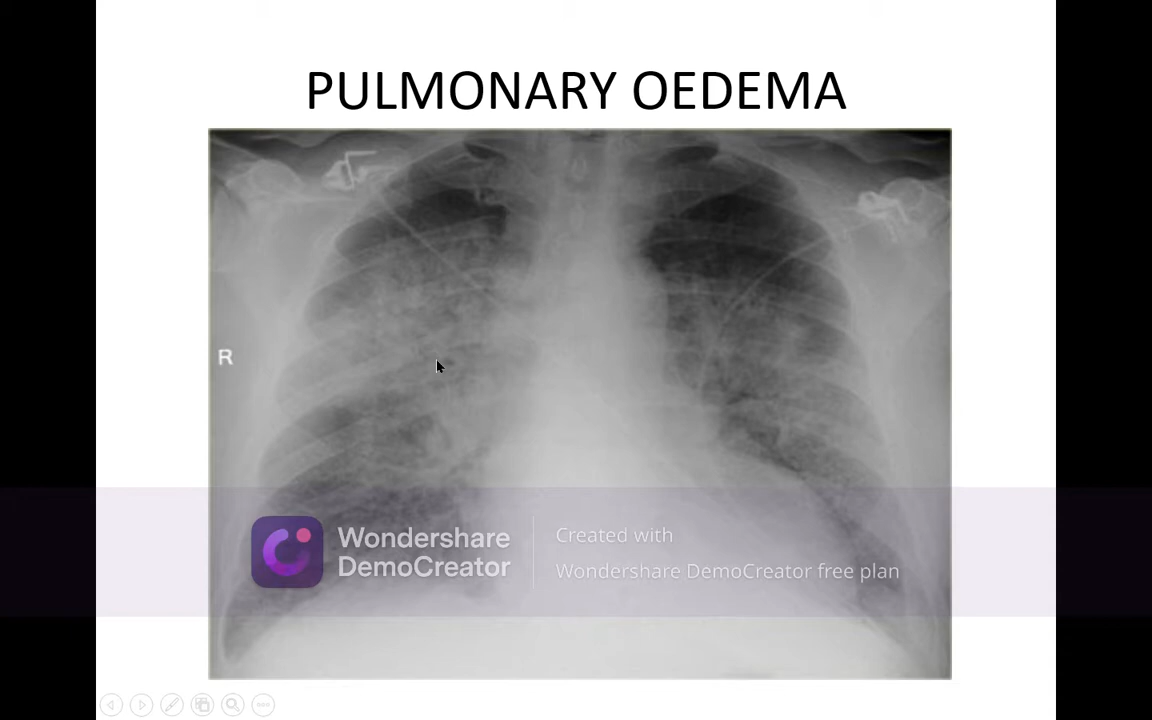 PULMONARY OEDEMA
R
Wondershare
DemoCreator
Created with
Wondershare DemoCreator free plan